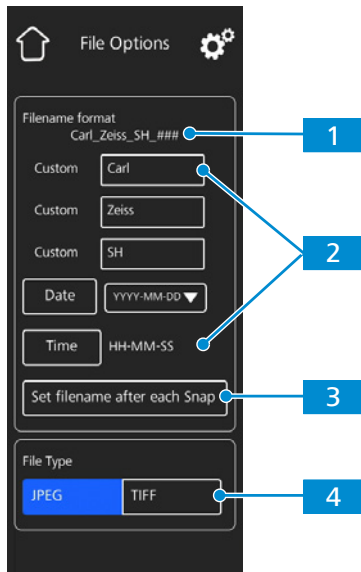 File Options
Filename format
Carl_Zeiss_SH_###
1
Custom Carl
2
Custom Zeiss
Custom SH
Date YYYY-MM-DD
Time HH-MM-SS
Set filename after each Snap
3
File Type
JPEG TIFF
4